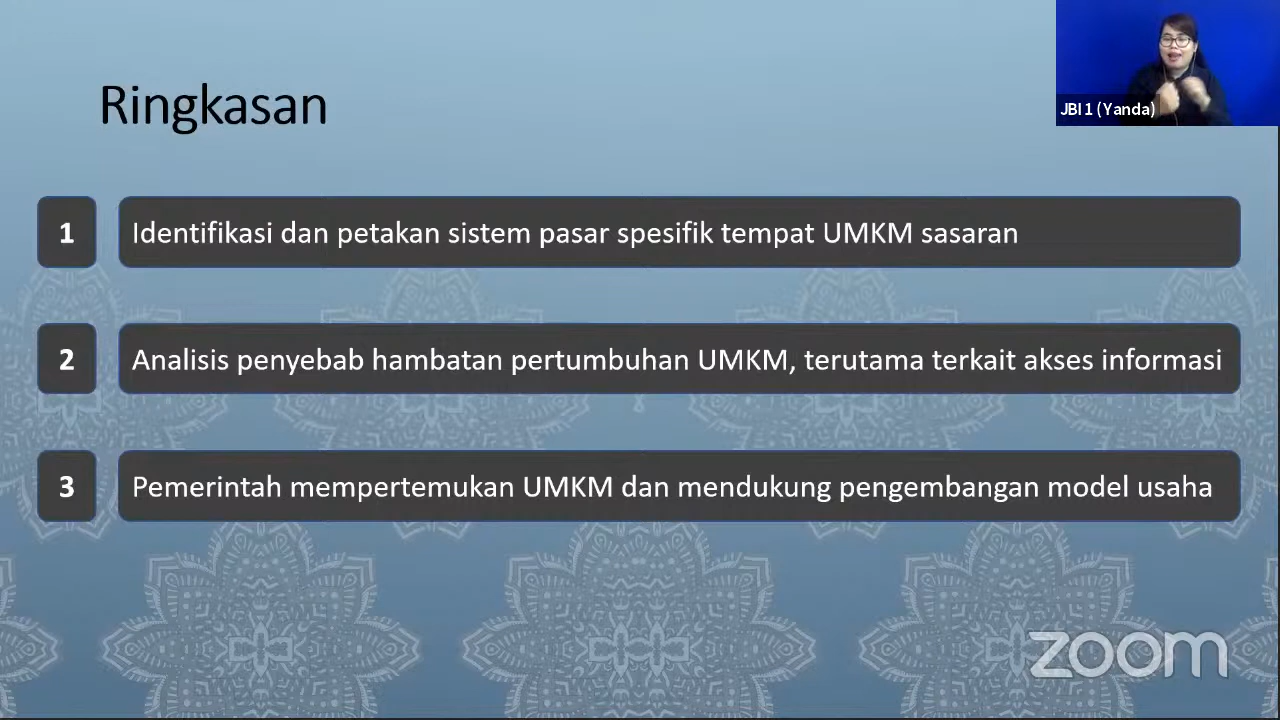 Ringkasan
JBI 1 (Yanda)
1
Identifikasi dan petakan sistem pasar spesifik tempat UMKM sasaran
2
Analisis penyebab hambatan pertumbuhan UMKM, terutama terkait akses informasi
3
Pemerintah mempertemukan UMKM dan mendukung pengembangan model usaha
zoom